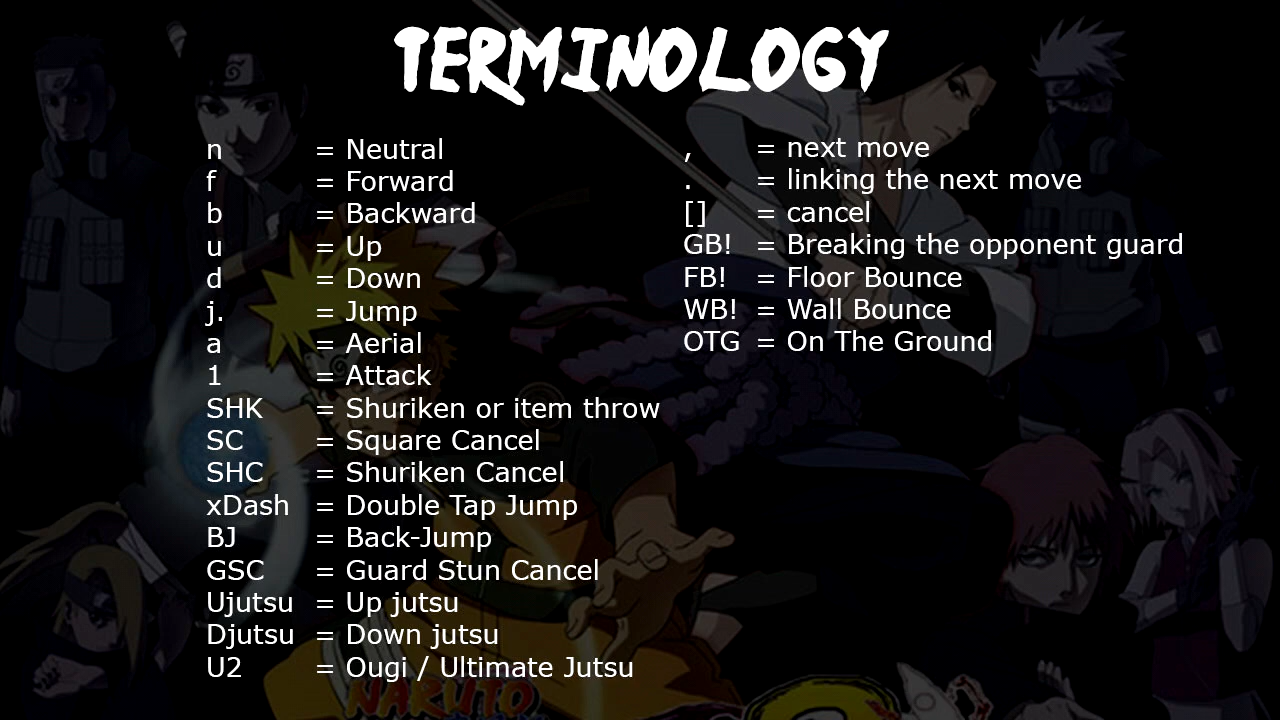 TERMINOLOGY
n = Neutral
f = Forward
b = Backward
u = Up
d = Down
j. = Jump
a = Aerial
1 = Attack
SHK = Shuriken or item throw
SC = Square Cancel
SHC = Shuriken Cancel
xDash = Double Tap Jump
BJ = Back-Jump
GSC = Guard Stun Cancel
Ujutsu = Up jutsu
Djutsu = Down jutsu
U2 = Ougi / Ultimate Jutsu
, = next move
. = linking the next move
[] = cancel
GB! = Breaking the opponent guard
FB! = Floor Bounce
WB! = Wall Bounce
OTG = On The Ground
NARUTO